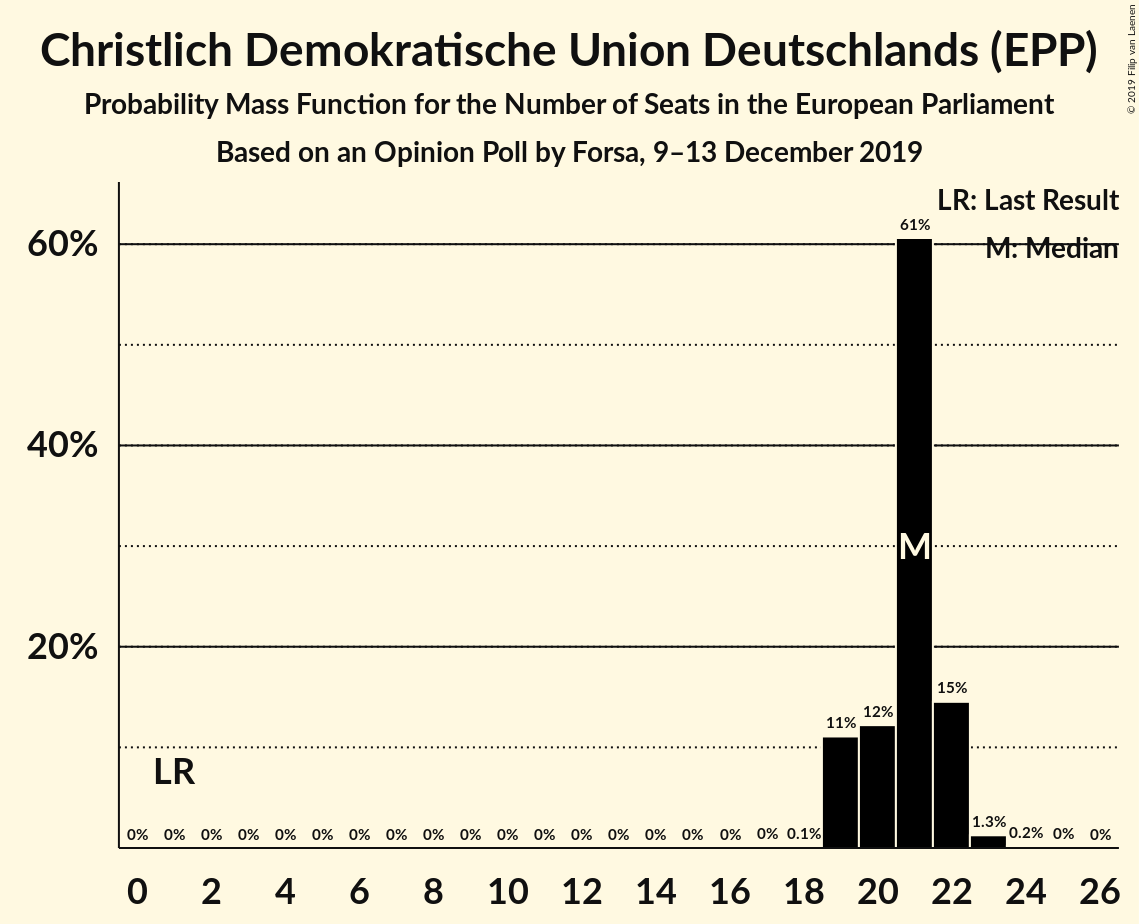 Christlich Demokratische Union Deutschlands (EPP)
Probability Mass Function for the Number of Seats in the European Parliament
Based on an Opinion Poll by Forsa, 9–13 December 2019
© 2019 Filip van Laenen
LR: Last Result
M: Median
60%
40%
20%
61%
M
15%
12%
11%
LR
0% 0% 0% 0% 0% 0% 0% 0% 0% 0% 0% 0% 0% 0% 0% 0% 0% 0% 0.1% 1.3% 0.2% 0% 0%
0 2 4 6 8 10 12 14 16 18 20 22 24 26